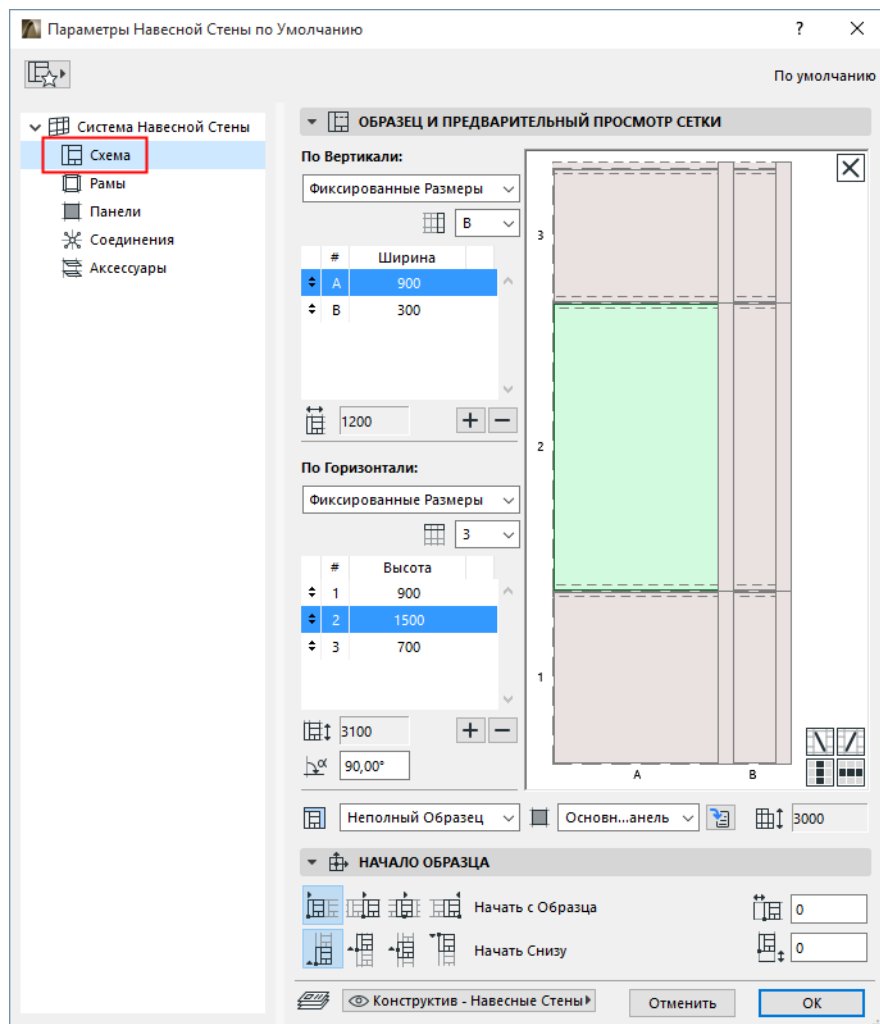 Параметры Навесной Стены по Умолчанию ?
По умолчанию
Система Навесной Стены
Схема
Рамы
Панели
Соединения
Аксессуары
ОБРАЗЕЦ И ПРЕДВАРИТЕЛЬНЫЙ ПРОСМОТР СЕТКИ
По Вертикали:
Фиксированные Размеры
B
# Ширина
A 900
B 300
1200
По Горизонтали:
Фиксированные Размеры
3
# Высота
1 900
2 1500
3 700
3100
α 90,00°
3
2
1
A B
Неполный Образец
Основн...анель
3000
НАЧАЛО ОБРАЗЦА
Начать с Образца
0
Начать Снизу
0
Конструктив - Навесные Стены
Отменить
ОК